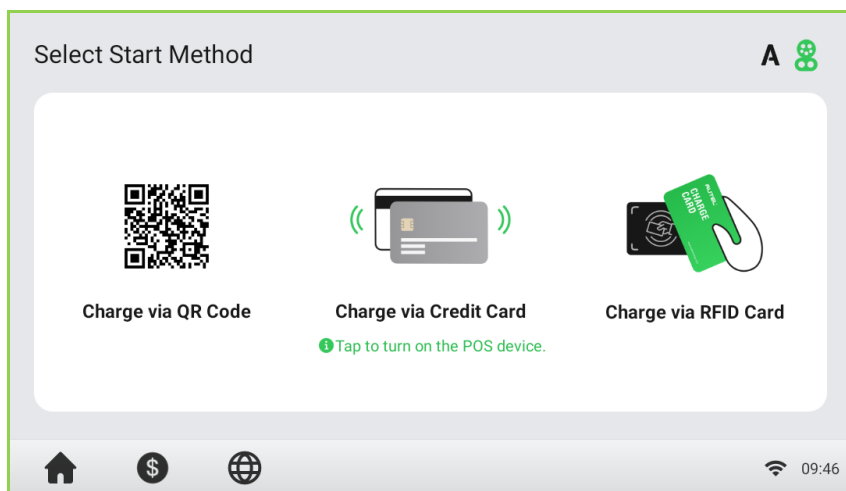 Select Start Method
A
AUTEL
CHARGE
CARD
Charge via QR Code
Charge via Credit Card
Charge via RFID Card
Tap to turn on the POS device.
$
09:46